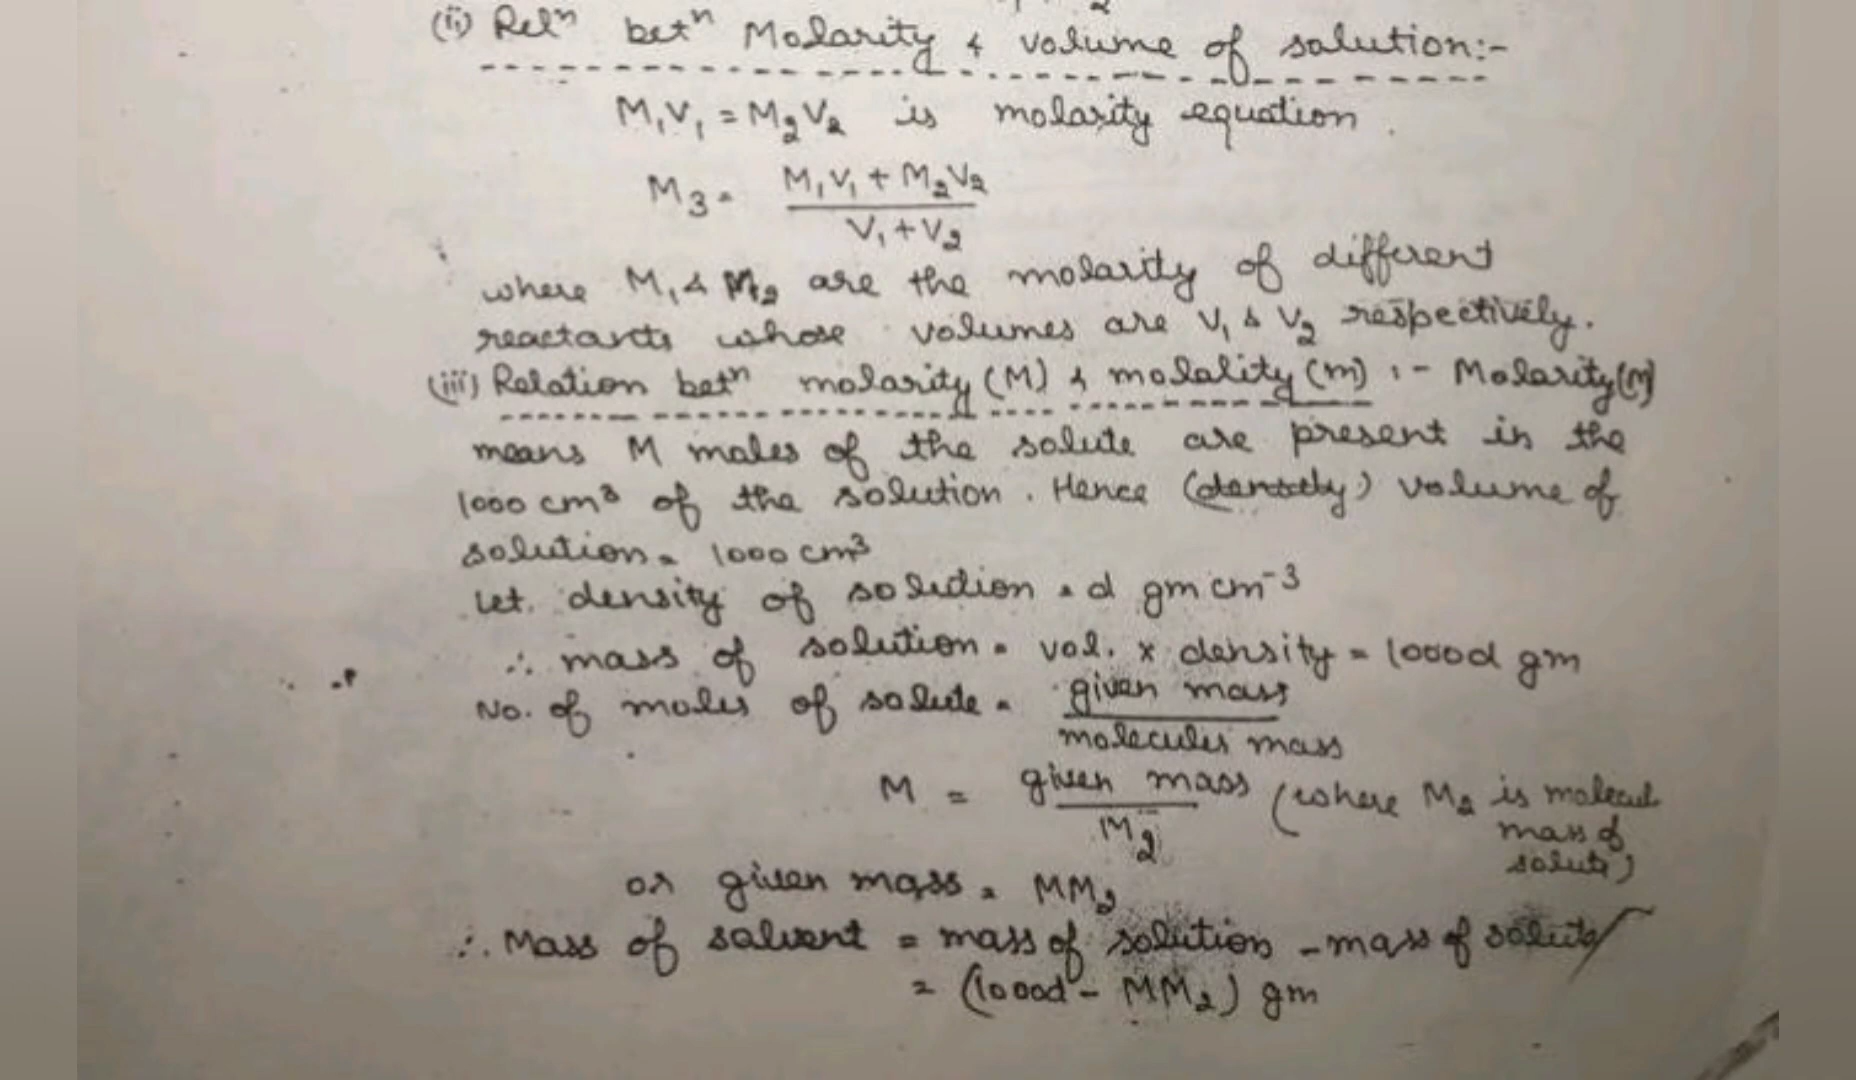 (ii) Relⁿ betⁿ Molarity & volume of solution:-
M₁V₁ = M₂V₂ is molarity equation.
M₃ = (M₁V₁ + M₂V₂) / (V₁ + V₂)
where M₁ & M₂ are the molarity of different
reactants whose volumes are V₁ & V₂ respectively.
(iii) Relation betⁿ molarity (M) & molality (m) :- Molarity (M)
means M moles of the solute are present in the
1000 cm³ of the solution. Hence (density) volume of
solution = 1000 cm³
Let. density of solution = d gm cm⁻³
∴ mass of solution = vol. x density = 1000d gm
No. of moles of solute = given mass / molecules mass
M = given mass / M₂ (where M₂ is molecul
mass of
solute)
or given mass = MM₂
∴ Mass of solvent = mass of solution - mass of solute
= (1000d - MM₂) gm